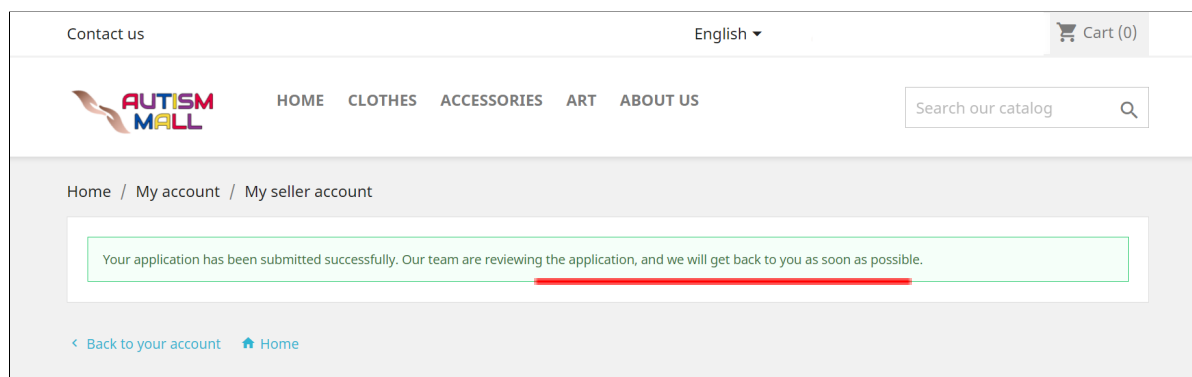 Contact us
English
Cart (0)
AUTISM
MALL
HOME CLOTHES ACCESSORIES ART ABOUT US
Search our catalog
Home / My account / My seller account
Your application has been submitted successfully. Our team are reviewing the application, and we will get back to you as soon as possible.
Back to your account Home